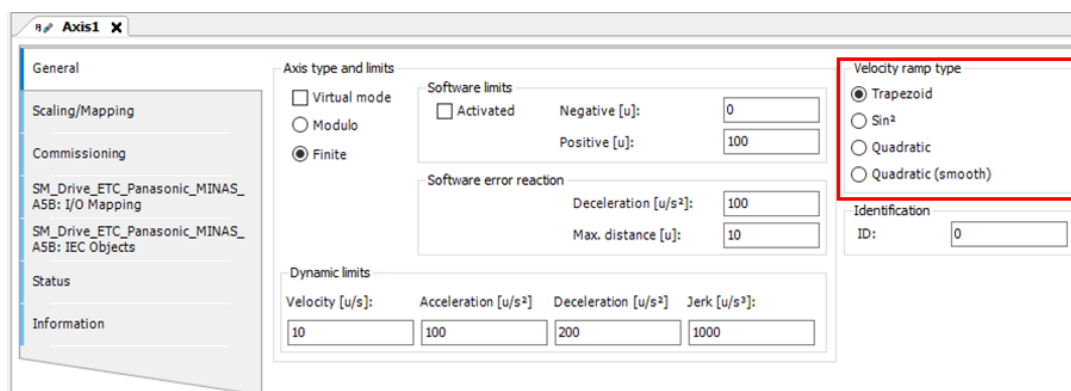 Axis1
General
Scaling/Mapping
Commissioning
SM_Drive_ETC_Panasonic_MINAS_
A5B: I/O Mapping
SM_Drive_ETC_Panasonic_MINAS_
A5B: IEC Objects
Status
Information
Axis type and limits
Virtual mode
Modulo
Finite
Software limits
Activated
Negative [u]: 0
Positive [u]: 100
Software error reaction
Deceleration [u/s²]: 100
Max. distance [u]: 10
Dynamic limits
Velocity [u/s]: Acceleration [u/s²] Deceleration [u/s²] Jerk [u/s³]:
10 100 200 1000
Velocity ramp type
Trapezoid
Sin²
Quadratic
Quadratic (smooth)
Identification
ID: 0